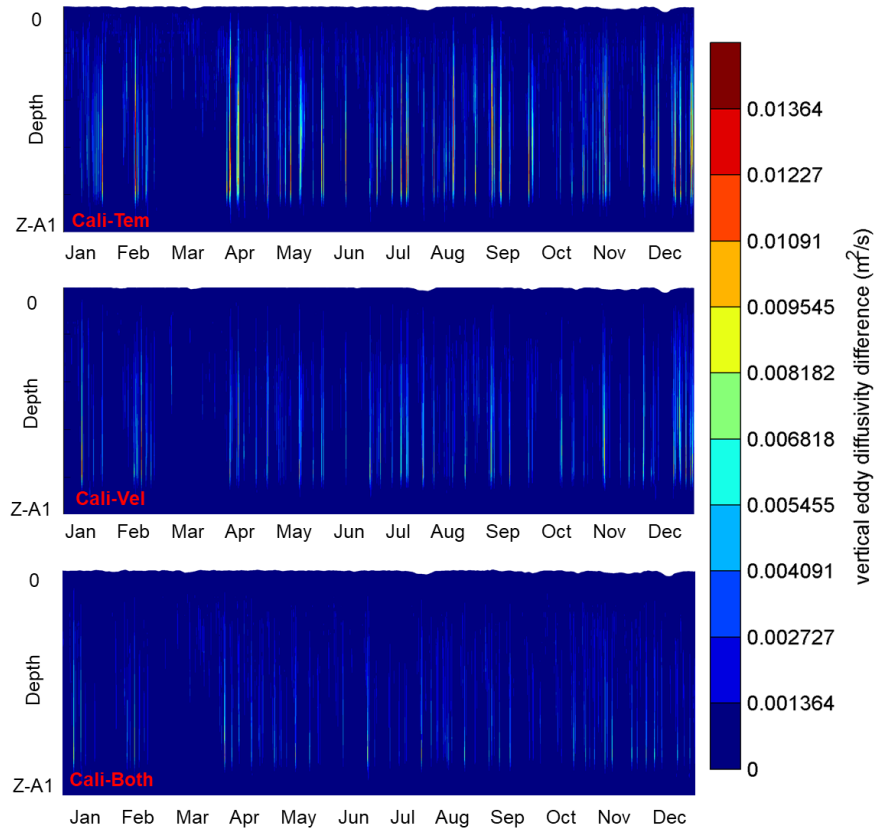 0
Depth
Z-A1
Cali-Tem
Jan Feb Mar Apr May Jun Jul Aug Sep Oct Nov Dec
0
Depth
Z-A1
Cali-Vel
Jan Feb Mar Apr May Jun Jul Aug Sep Oct Nov Dec
0
Depth
Z-A1
Cali-Both
Jan Feb Mar Apr May Jun Jul Aug Sep Oct Nov Dec
0.01364
0.01227
0.01091
0.009545
0.008182
0.006818
0.005455
0.004091
0.002727
0.001364
0
vertical eddy diffusivity difference (m²/s)